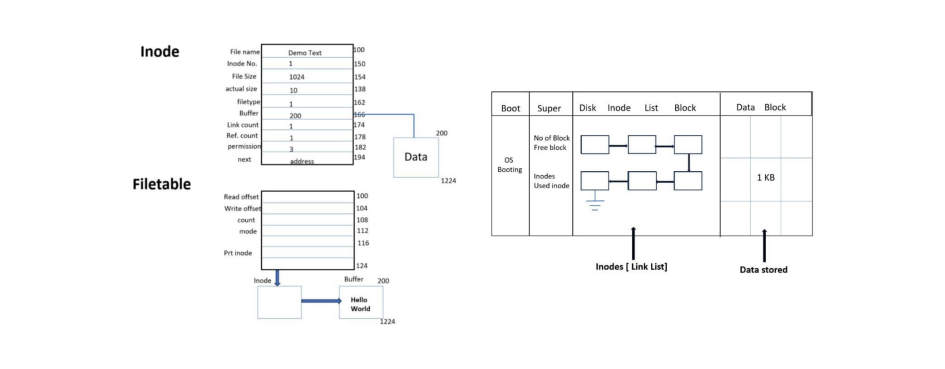 Inode
File name Demo Text 100
Inode No. 1 150
File Size 1024 154
actual size 10 138
filetype 1 162
Buffer 200 166
Link count 1 174
Ref. count 1 178
permission 3 182
next address 194
200
Data
1224
Filetable
Read offset 100
Write offset 104
count 108
mode 112
116
Prt inode
124
Inode Buffer 200
Hello
World
1224
Boot Super Disk Inode List Block Data Block
No of Block
Free block
OS
Booting
Inodes
Used inode
1 KB
Inodes [ Link List]
Data stored